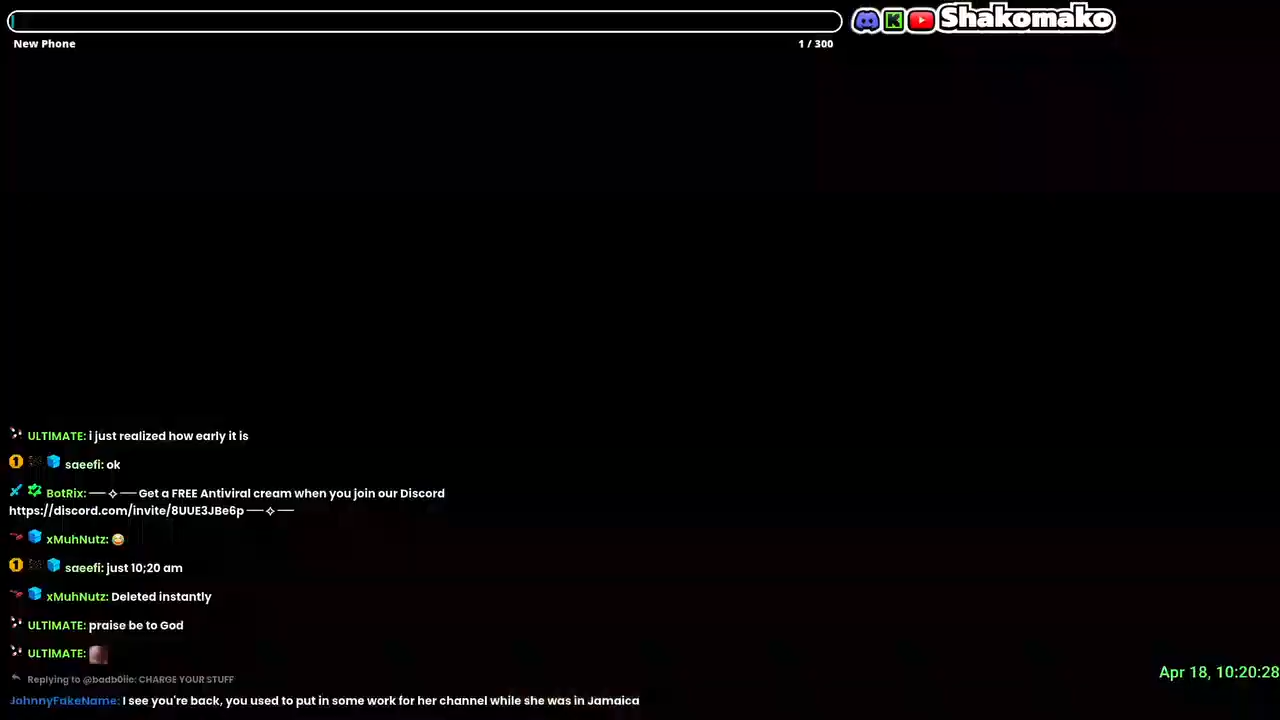 Shakomako
New Phone
1 / 300
ULTIMATE: i just realized how early it is
saeefi: ok
BotRix: ──⟡──Get a FREE Antiviral cream when you join our Discord
https://discord.com/invite/8UUE3JBe6p ──⟡──
xMuhNutz: 😅
saeefi: just 10;20 am
xMuhNutz: Deleted instantly
ULTIMATE: praise be to God
ULTIMATE:
Replying to @badb0iio: CHARGE YOUR STUFF
JohnnyFakeName: I see you're back, you used to put in some work for her channel while she was in Jamaica
Apr 18, 10:20:28